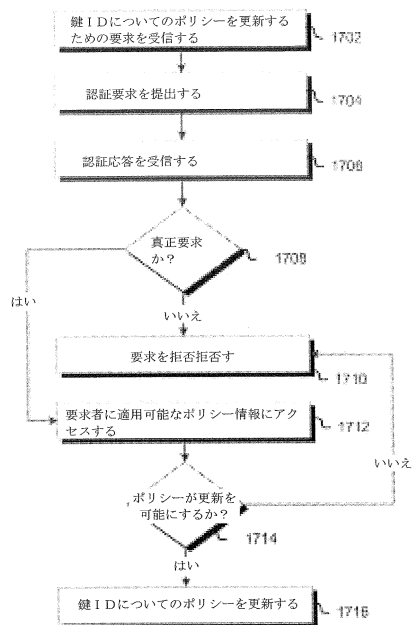 鍵ＩＤについてのポリシーを更新する
ための要求を受信する
1702
認証要求を提出する
1704
認証応答を受信する
1706
真正要求
か？
1708
はい
いいえ
要求を拒否拒否す
1710
要求者に適用可能なポリシー情報にアク
セスする
1712
いいえ
ポリシーが更新を
可能にするか？
1714
はい
鍵ＩＤについてのポリシーを更新する
1716